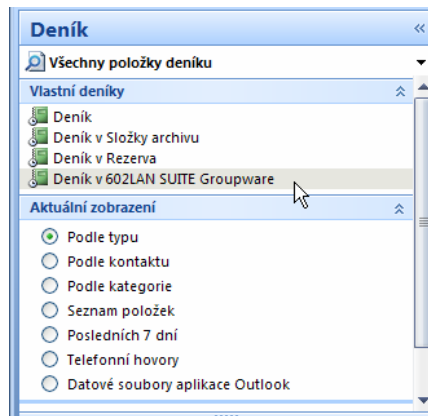 Deník
Všechny položky deníku
Vlastní deníky
Deník
Deník v Složky archivu
Deník v Rezerva
Deník v 602LAN SUITE Groupware
Aktuální zobrazení
Podle typu
Podle kontaktu
Podle kategorie
Seznam položek
Posledních 7 dní
Telefonní hovory
Datové soubory aplikace Outlook